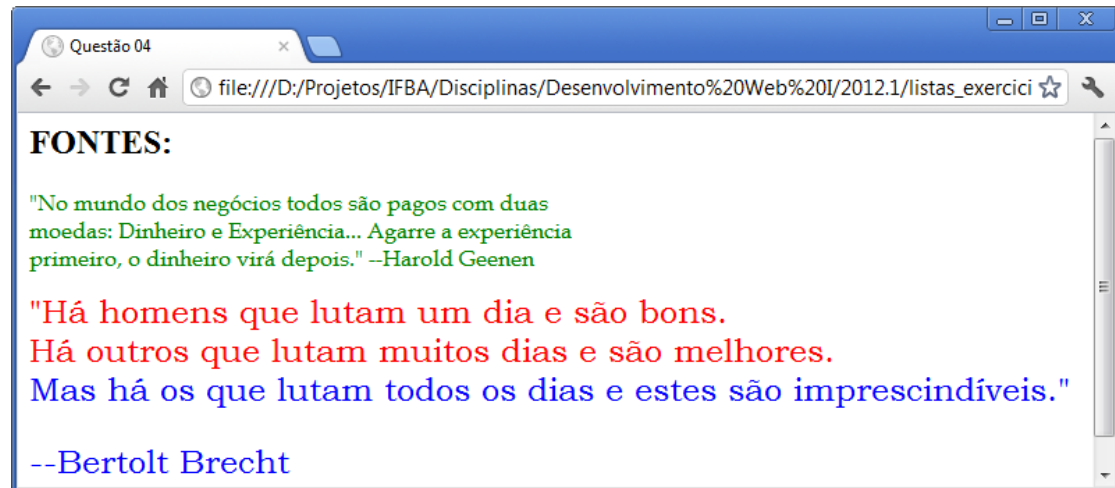 Questão 04
file:///D:/Projetos/IFBA/Disciplinas/Desenvolvimento%20Web%20I/2012.1/listas_exercici
FONTES:
"No mundo dos negócios todos são pagos com duas
moedas: Dinheiro e Experiência... Agarre a experiência
primeiro, o dinheiro virá depois." --Harold Geenen
"Há homens que lutam um dia e são bons.
Há outros que lutam muitos dias e são melhores.
Mas há os que lutam todos os dias e estes são imprescindíveis."
--Bertolt Brecht